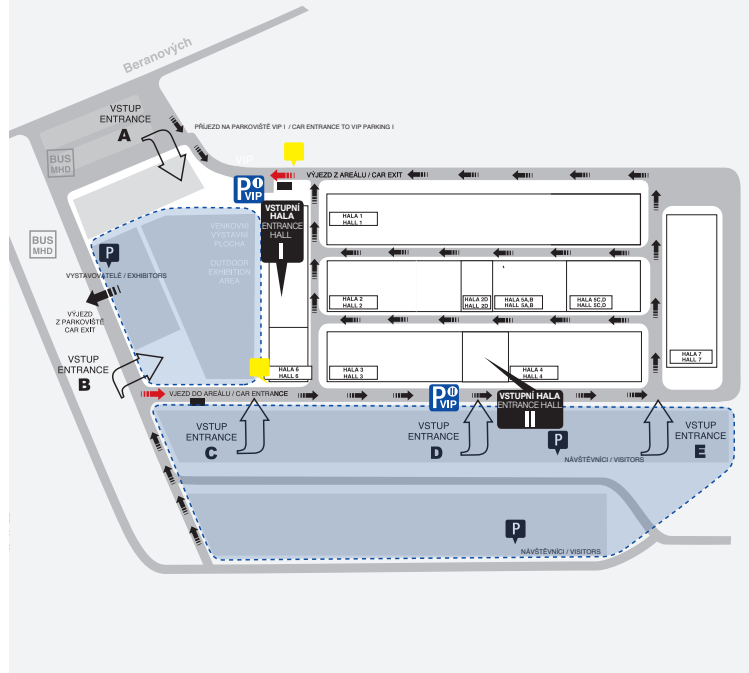 Beranových
VSTUP
ENTRANCE
A
PŘÍJEZD NA PARKOVIŠTĚ VIP I / CAR ENTRANCE TO VIP PARKING I
BUS
MHD
VIP
VÝJEZD Z AREÁLU / CAR EXIT
P I
VIP
VSTUPNÍ
HALA
ENTRANCE
HALL
I
HALA 1
HALL 1
VENKOVNÍ
VÝSTAVNÍ
PLOCHA
OUTDOOR
EXHIBITION
AREA
BUS
MHD
P
VYSTAVOVATELÉ / EXHIBITORS
HALA 2
HALL 2
HALA 2D
HALL 2D
HALA 5A,B
HALL 5A,B
HALA 5C,D
HALL 5C,D
VÝJEZD
Z PARKOVIŠTĚ
CAR EXIT
VSTUP
ENTRANCE
B
HALA 6
HALL 6
HALA 3
HALL 3
HALA 4
HALL 4
HALA 7
HALL 7
VJEZD DO AREÁLU / CAR ENTRANCE
P II
VIP
VSTUPNÍ HALA
ENTRANCE HALL
II
VSTUP
ENTRANCE
C
VSTUP
ENTRANCE
D
VSTUP
ENTRANCE
E
P
NÁVŠTĚVNÍCI / VISITORS
P
NÁVŠTĚVNÍCI / VISITORS